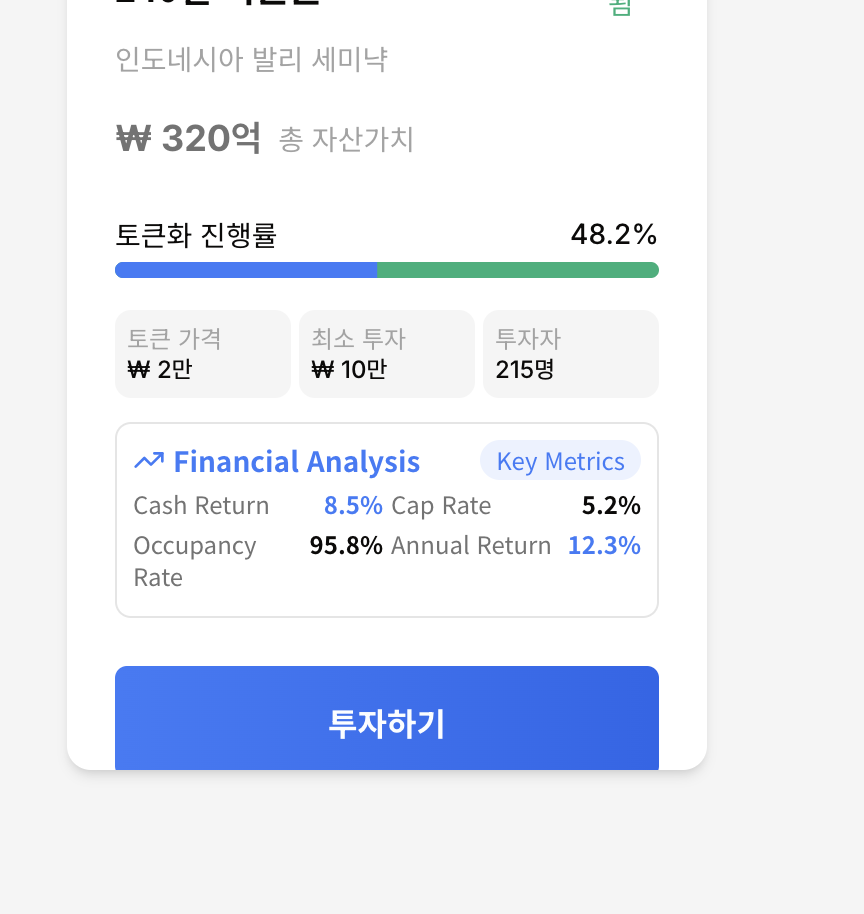 됨
인도네시아 발리 세미냑
₩ 320억 총 자산가치
토큰화 진행률 48.2%
토큰 가격 최소 투자 투자자
₩ 2만 ₩ 10만 215명
Financial Analysis Key Metrics
Cash Return 8.5% Cap Rate 5.2%
Occupancy Rate 95.8% Annual Return 12.3%
투자하기